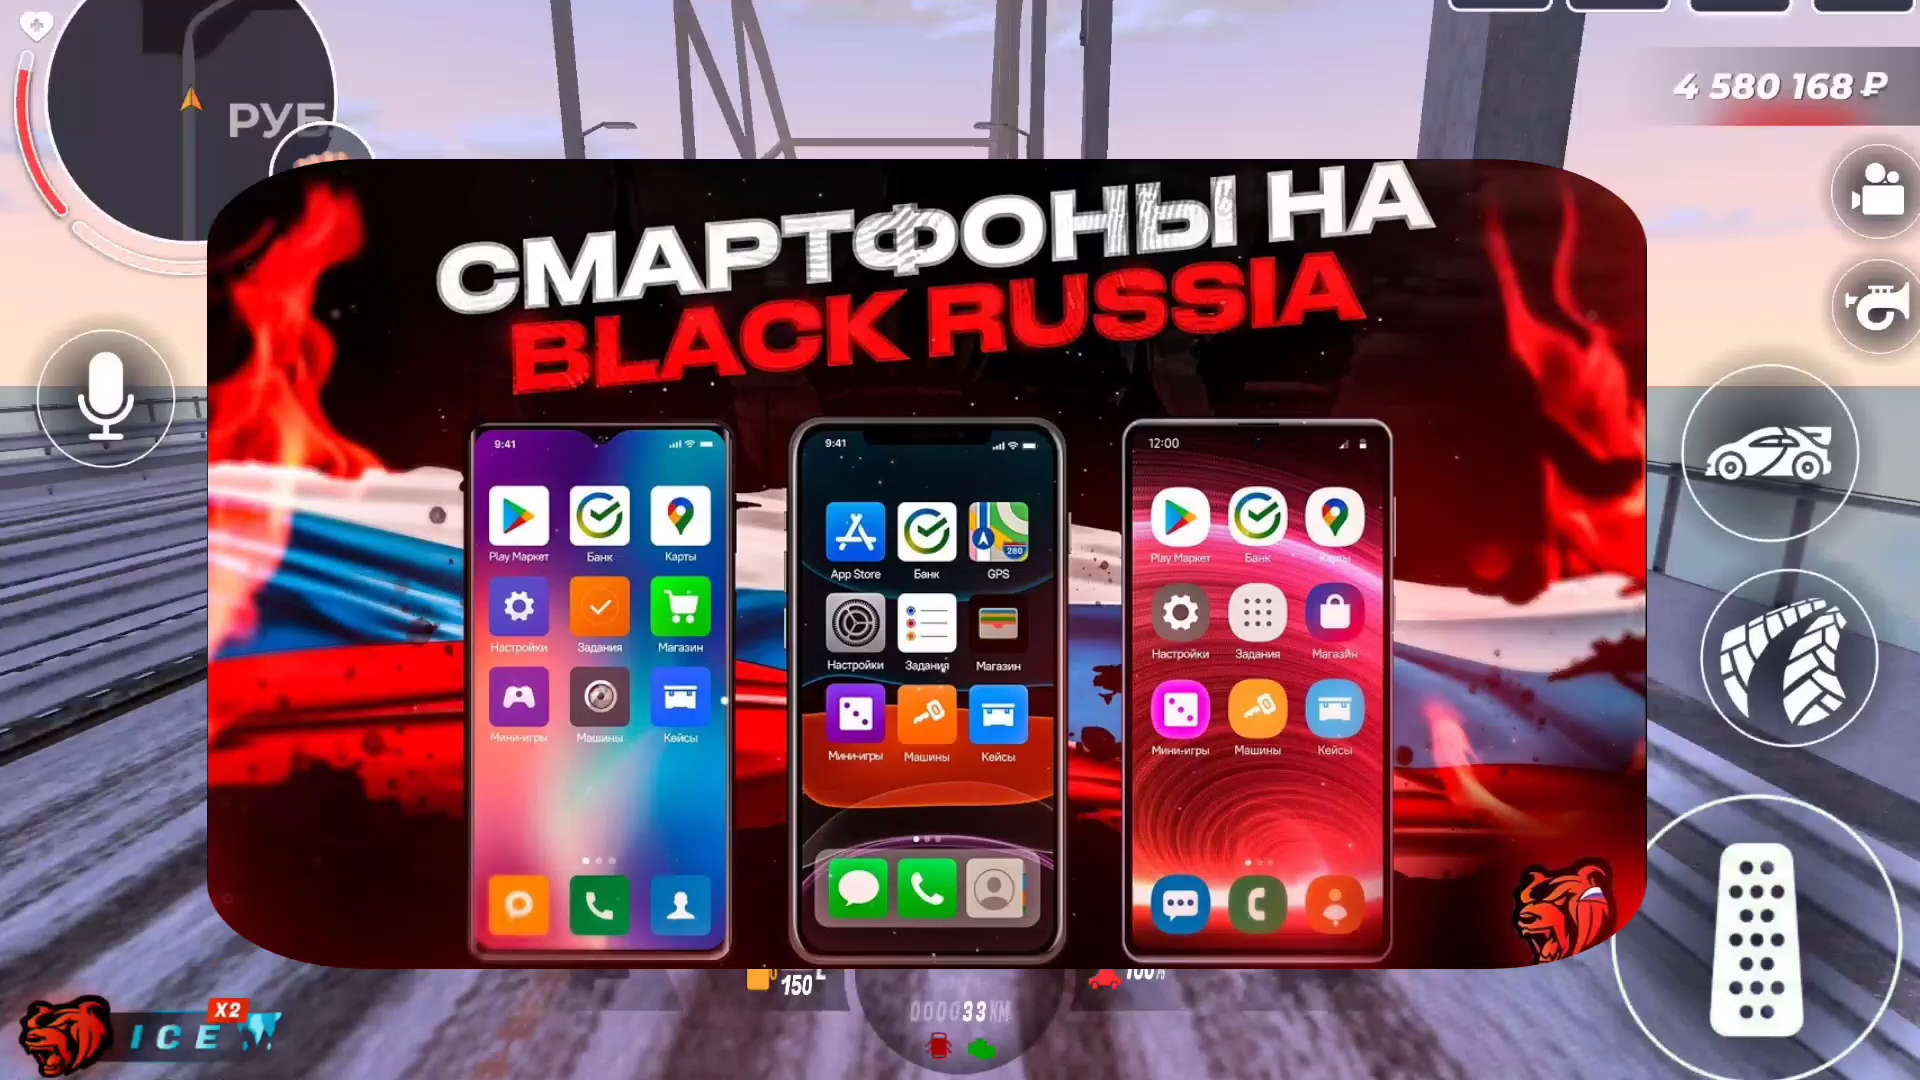 РУБ
4 580 168 ₽
СМАРТФОНЫ НА
BLACK RUSSIA
9:41
Play Маркет Банк Карты
Настройки Задания Магазин
Мини-игры Машины Кейсы
9:41
App Store Банк GPS
280
Настройки Задания Магазин
Мини-игры Машины Кейсы
12:00
Play Маркет Банк Карты
Настройки Задания Магазин
Мини-игры Машины Кейсы
150 L
100%
000033 КМ
X2
ICE